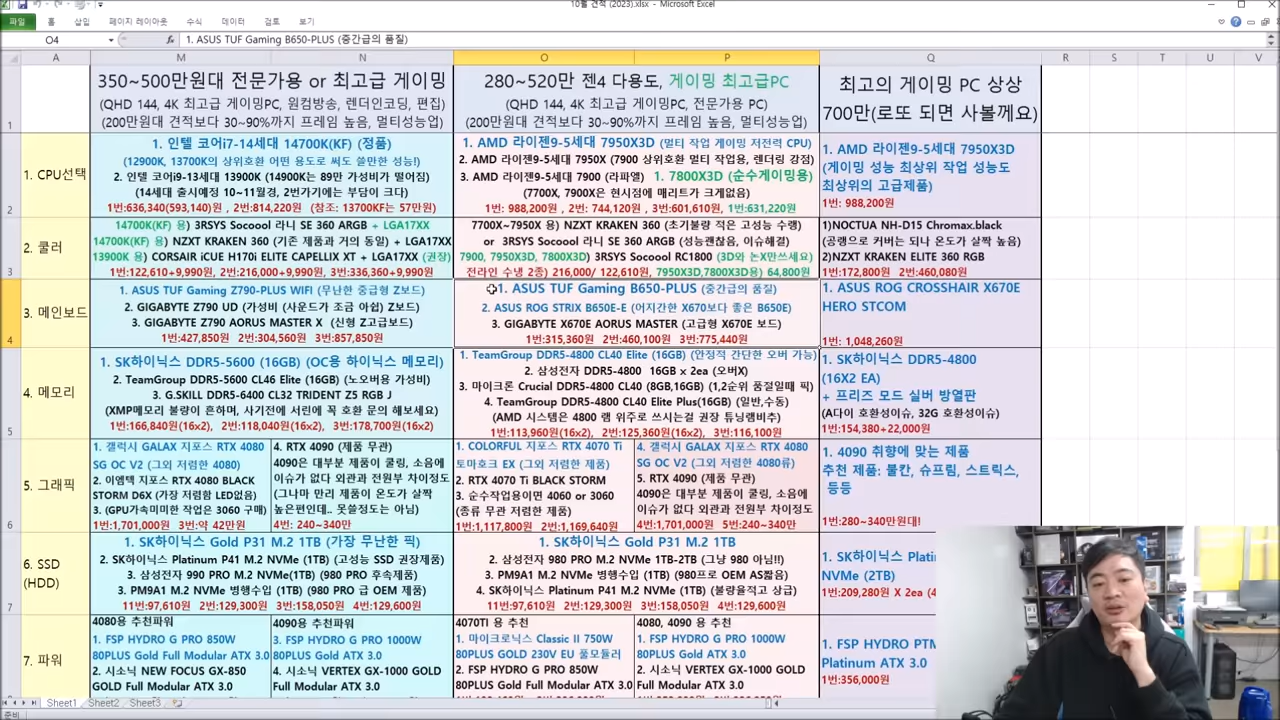 10월 견적 (2023).xlsx - Microsoft Excel
파일 홈 삽입 페이지 레이아웃 수식 데이터 검토 보기
O4 fx 1. ASUS TUF Gaming B650-PLUS (중간급의 품질)
A M N O P Q R S T U V
1
350~500만원대 전문가용 or 최고급 게이밍
(QHD 144, 4K 최고급 게이밍PC, 원컴방송, 렌더인코딩, 편집)
(200만원대 견적보다 30~90%까지 프레임 높음, 멀티성능업)
280~520만 젠4 다용도, 게이밍 최고급PC
(QHD 144, 4K 최고급 게이밍PC, 전문가용 PC)
(200만원대 견적보다 30~90%까지 프레임 높음, 멀티성능업)
최고의 게이밍 PC 상상
700만(로또 되면 사볼께요)
2
1. CPU선택
1. 인텔 코어i7-14세대 14700K(KF) (정품)
(12900K, 13700K의 상위호환 어떤 용도로 써도 쓸만한 성능!)
2. 인텔 코어i9-13세대 13900K (14900K는 89만 가성비가 떨어짐)
(14세대 출시예정 10~11월경, 2번가기에는 부담이 크다)
1번:636,340(593,140)원 , 2번:814,220원 (참조: 13700KF는 57만원)
1. AMD 라이젠9-5세대 7950X3D (멀티 작업 게이밍 저전력 CPU)
2. AMD 라이젠9-5세대 7950X (7900 상위호환 멀티 작업용, 렌더링 강점)
3. AMD 라이젠9-5세대 7900 (라파엘) 1. 7800X3D (순수게이밍용)
(7700X, 7900X은 현시점에 메리트가 크게없음)
1번: 988,200원 , 2번: 744,120원 , 3번:601,610원, 1번:631,220원
1. AMD 라이젠9-5세대 7950X3D
(게이밍 성능 최상위 작업 성능도
최상위의 고급제품)
1번: 988,200원
3
2. 쿨러
14700K(KF) 용) 3RSYS Socoool 라니 SE 360 ARGB + LGA17XX
14700K(KF) 용) NZXT KRAKEN 360 (기존 제품과 거의 동일) + LGA17XX
13900K 용) CORSAIR iCUE H170i ELITE CAPELLIX XT + LGA17XX (권장)
1번:122,610+9,990원, 2번:216,000+9,990원, 3번:336,360+9,990원
7700X~7950X 용) NZXT KRAKEN 360 (초기불량 적은 고성능 수랭)
or 3RSYS Socoool 라니 SE 360 ARGB (성능괜찮음, 이슈해결)
7900, 7950X3D, 7800X3D) 3RSYS Socoool RC1800 (3D와 논X만쓰세요)
전라인 수냉 2종) 216,000/ 122,610원, 7950X3D,7800X3D용) 64,800원
1)NOCTUA NH-D15 Chromax.black
(공랭으로 커버는 되나 온도가 살짝 높음)
2)NZXT KRAKEN ELITE 360 RGB
1번:172,800원 2번:460,080원
4
3. 메인보드
1. ASUS TUF Gaming Z790-PLUS WIFI (무난한 중급형 Z보드)
2. GIGABYTE Z790 UD (가성비 (사운드가 조금 아쉽) Z보드)
3. GIGABYTE Z790 AORUS MASTER X (신형 Z고급보드)
1번:427,850원 2번:304,560원 3번:857,850원
1. ASUS TUF Gaming B650-PLUS (중간급의 품질)
2. ASUS ROG STRIX B650E-E (어지간한 X670보다 좋은 B650E)
3. GIGABYTE X670E AORUS MASTER (고급형 X670E 보드)
1번:315,360원 2번:460,100원 3번:775,440원
1. ASUS ROG CROSSHAIR X670E
HERO STCOM
1번: 1,048,260원
5
4. 메모리
1. SK하이닉스 DDR5-5600 (16GB) (OC용 하이닉스 메모리)
2. TeamGroup DDR5-5600 CL46 Elite (16GB) (노오버용 가성비)
3. G.SKILL DDR5-6400 CL32 TRIDENT Z5 RGB J
(XMP메모리 불량이 흔하며, 사기전에 서린에 꼭 호환 문의 해보세요)
1번:166,840원(16x2), 2번:118,040원(16x2), 3번:178,700원(16x2)
1. TeamGroup DDR5-4800 CL40 Elite (16GB) (안정적 간단한 오버 가능)
2. 삼성전자 DDR5-4800 16GB x 2ea (오버X)
3. 마이크론 Crucial DDR5-4800 CL40 (8GB,16GB) (1,2순위 품절일때 픽)
4. TeamGroup DDR5-4800 CL40 Elite Plus(16GB) (일반,수동)
(AMD 시스템은 4800 램 위주로 쓰시는걸 권장 튜닝램비추)
1번:113,960원(16x2), 2번:125,360원(16x2), 3번:116,100원
1. SK하이닉스 DDR5-4800
(16X2 EA)
+ 프리즈 모드 실버 방열판
(A다이 호환성이슈, 32G 호환성이슈)
1번:154,380+22,000원
6
5. 그래픽
1. 갤럭시 GALAX 지포스 RTX 4080
SG OC V2 (그외 저렴한 4080)
2. 이엠텍 지포스 RTX 4080 BLACK
STORM D6X (가장 저렴함 LED없음)
3. (GPU가속미미한 작업은 3060 구매)
1번:1,701,000원 3번:약 42만원
4. RTX 4090 (제품 무관)
4090은 대부분 제품이 쿨링, 소음에
이슈가 없다 외관과 전원부 차이정도
(그나마 만리 제품이 온도가 살짝
높은편인데.. 못쓸정도는 아님)
4번: 240~340만
1. COLORFUL 지포스 RTX 4070 Ti
토마호크 EX (그외 저렴한 제품)
2. RTX 4070 Ti BLACK STORM
3. 순수작업용이면 4060 or 3060
(종류 무관 저렴한 제품)
1번:1,117,800원 2번:1,169,640원
4. 갤럭시 GALAX 지포스 RTX 4080
SG OC V2 (그외 저렴한 4080류)
5. RTX 4090 (제품 무관)
4090은 대부분 제품이 쿨링, 소음에
이슈가 없다 외관과 전원부 차이정도
4번:1,701,000원 5번:240~340만
1. 4090 취향에 맞는 제품
추천 제품: 불칸, 슈프림, 스트릭스,
등등
1번:280~340만원대!
7
6. SSD
(HDD)
1. SK하이닉스 Gold P31 M.2 1TB (가장 무난한 픽)
2. SK하이닉스 Platinum P41 M.2 NVMe (1TB) (고성능 SSD 권장제품)
3. 삼성전자 990 PRO M.2 NVMe(1TB) (980 PRO 후속제품)
3. PM9A1 M.2 NVMe 병행수입 (1TB) (980 PRO 급 OEM 제품)
11번:97,610원 2번:129,300원 3번:158,050원 4번:129,600원
1. SK하이닉스 Gold P31 M.2 1TB
2. 삼성전자 980 PRO M.2 NVMe 1TB-2TB (그냥 980 아님!!)
3. PM9A1 M.2 NVMe 병행수입 (1TB) (980프로 OEM AS짧음)
4. SK하이닉스 Platinum P41 M.2 NVMe (1TB) (불량율적고 상급)
11번:97,610원 2번:129,300원 3번:158,050원 4번:129,600원
1. SK하이닉스 Platin
NVMe (2TB)
1번:209,280원 X 2ea (4
7. 파워
4080용 추천파워
1. FSP HYDRO G PRO 850W
80PLUS Gold Full Modular ATX 3.0
2. 시소닉 NEW FOCUS GX-850
GOLD Full Modular ATX 3.0
4090용 추천파워
3. FSP HYDRO G PRO 1000W
80PLUS Gold ATX 3.0
4. 시소닉 VERTEX GX-1000 GOLD
Full Modular ATX 3.0
4070TI 용 추천
1. 마이크로닉스 Classic II 750W
80PLUS GOLD 230V EU 풀모듈러
2. FSP HYDRO G PRO 850W
80PLUS Gold Full Modular ATX 3.0
4080, 4090 용 추천
1. FSP HYDRO G PRO 1000W
80PLUS Gold ATX 3.0
2. 시소닉 VERTEX GX-1000 GOLD
Full Modular ATX 3.0
1. FSP HYDRO PTM
Platinum ATX 3.0
1번:356,000원
Sheet1 Sheet2 Sheet3
준비